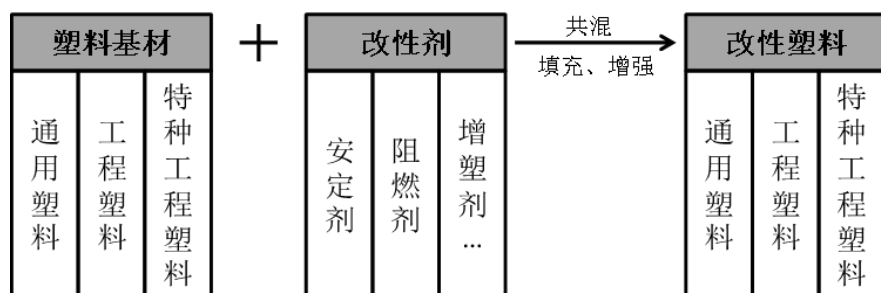 塑料基材
+
改性剂
共混
填充、增强
改性塑料
通用塑料
工程塑料
特种工程塑料
安定剂
阻燃剂
增塑剂...
通用塑料
工程塑料
特种工程塑料